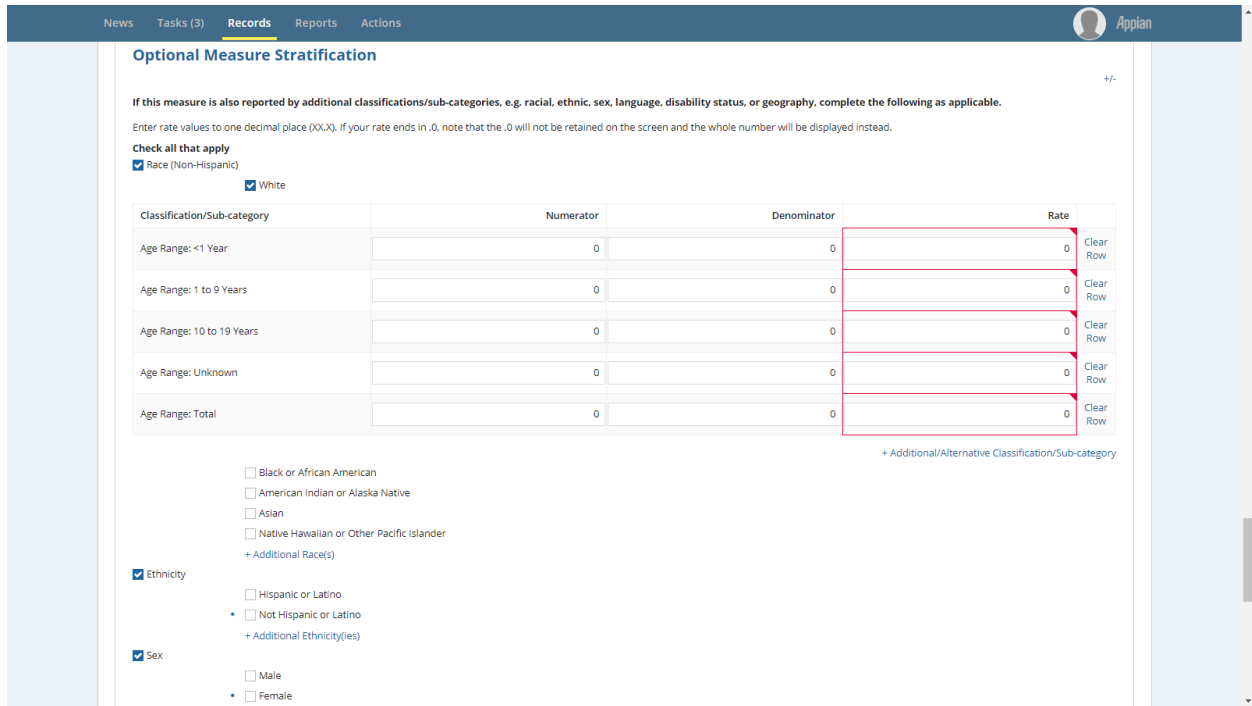 News Tasks (3) Records Reports Actions Appian
Optional Measure Stratification
+/-
If this measure is also reported by additional classifications/sub-categories, e.g. racial, ethnic, sex, language, disability status, or geography, complete the following as applicable.
Enter rate values to one decimal place (XX.X). If your rate ends in .0, note that the .0 will not be retained on the screen and the whole number will be displayed instead.
Check all that apply
Race (Non-Hispanic)
White
Classification/Sub-category Numerator Denominator Rate
Age Range: <1 Year 0 0 0 Clear Row
Age Range: 1 to 9 Years 0 0 0 Clear Row
Age Range: 10 to 19 Years 0 0 0 Clear Row
Age Range: Unknown 0 0 0 Clear Row
Age Range: Total 0 0 0 Clear Row
+ Additional/Alternative Classification/Sub-category
Black or African American
American Indian or Alaska Native
Asian
Native Hawaiian or Other Pacific Islander
+ Additional Race(s)
Ethnicity
Hispanic or Latino
• Not Hispanic or Latino
+ Additional Ethnicity(ies)
Sex
Male
• Female